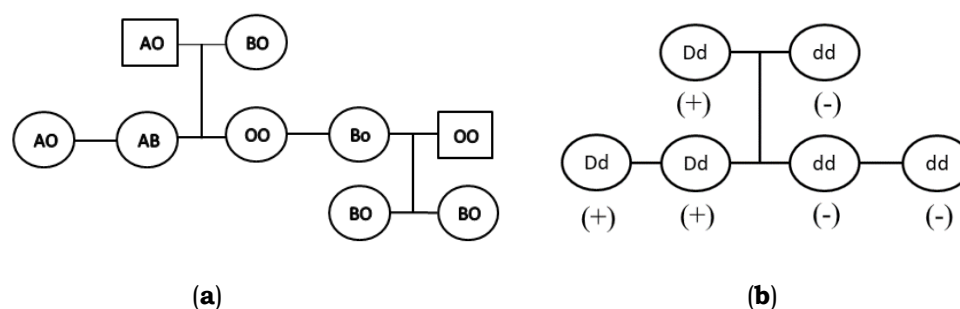 AO BO
AO AB OO Bo OO
BO BO
(a)
Dd dd
(+) (-)
Dd Dd dd dd
(+) (+) (-) (-)
(b)